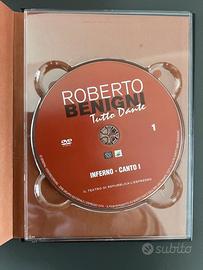 ROBERTO
BENIGNI
Tutto Dante
DVD
1
INFERNO - CANTO I
IL TEATRO DI REPUBBLICA-L'ESPRESSO
subito